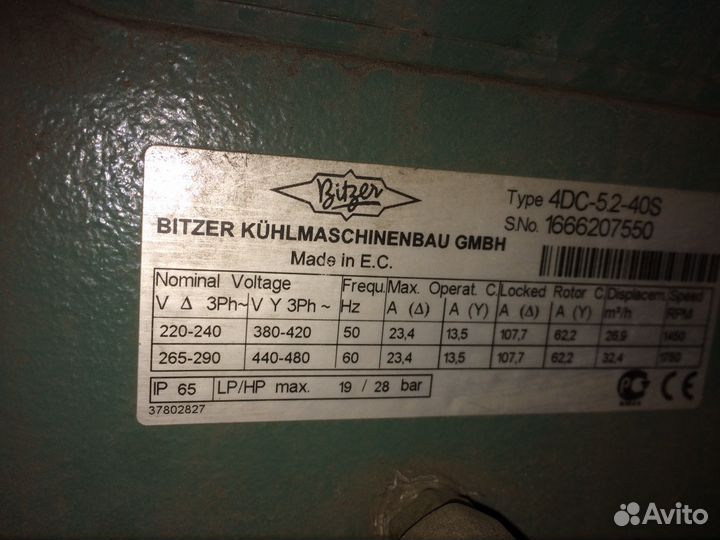 Bitzer
Type 4DC-5.2-40S
S.No. 1666207550
BITZER KÜHLMASCHINENBAU GMBH
Made in E.C.
Nominal Voltage Frequ. Max. Operat. C. Locked Rotor C. Displacem. Speed
V Δ 3Ph~ V Y 3Ph ~ Hz A (Δ) A (Y) A (Δ) A (Y) m³/h RPM
220-240 380-420 50 23,4 13,5 107,7 62,2 26,9 1450
265-290 440-480 60 23,4 13,5 107,7 62,2 32,4 1750
IP 65 LP/HP max. 19 / 28 bar
CE
37802827
Avito